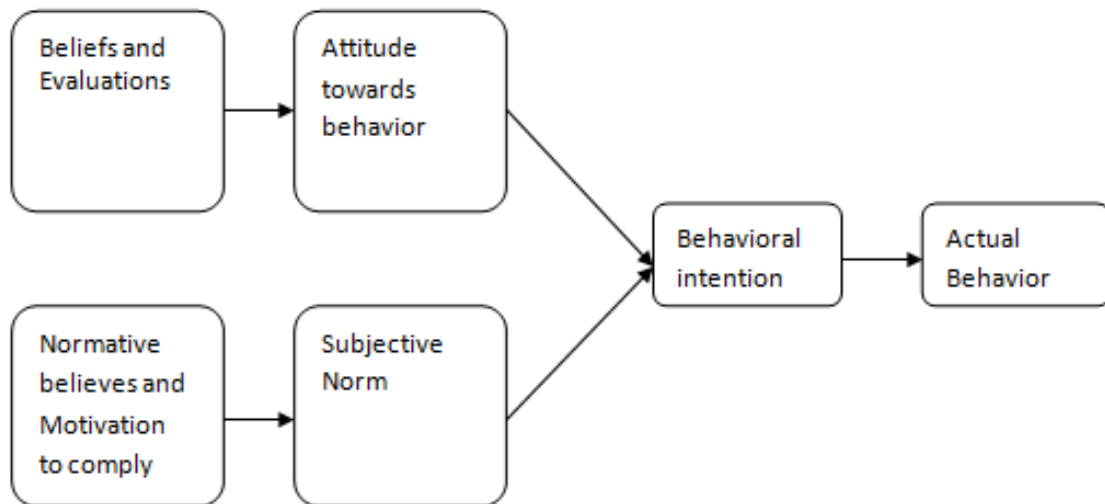 Beliefs and
Evaluations
Attitude
towards
behavior
Behavioral
intention
Actual
Behavior
Normative
believes and
Motivation
to comply
Subjective
Norm